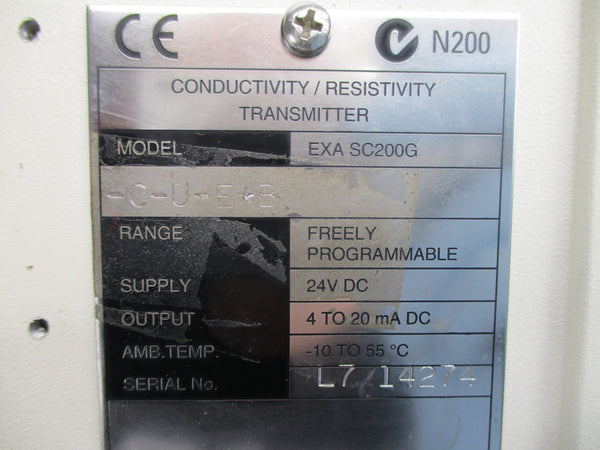 CE N200
CONDUCTIVITY / RESISTIVITY
TRANSMITTER
MODEL EXA SC200G
-C-U-E*B
RANGE FREELY
PROGRAMMABLE
SUPPLY 24V DC
OUTPUT 4 TO 20 mA DC
AMB.TEMP. -10 TO 55 °C
SERIAL No. L7 14274